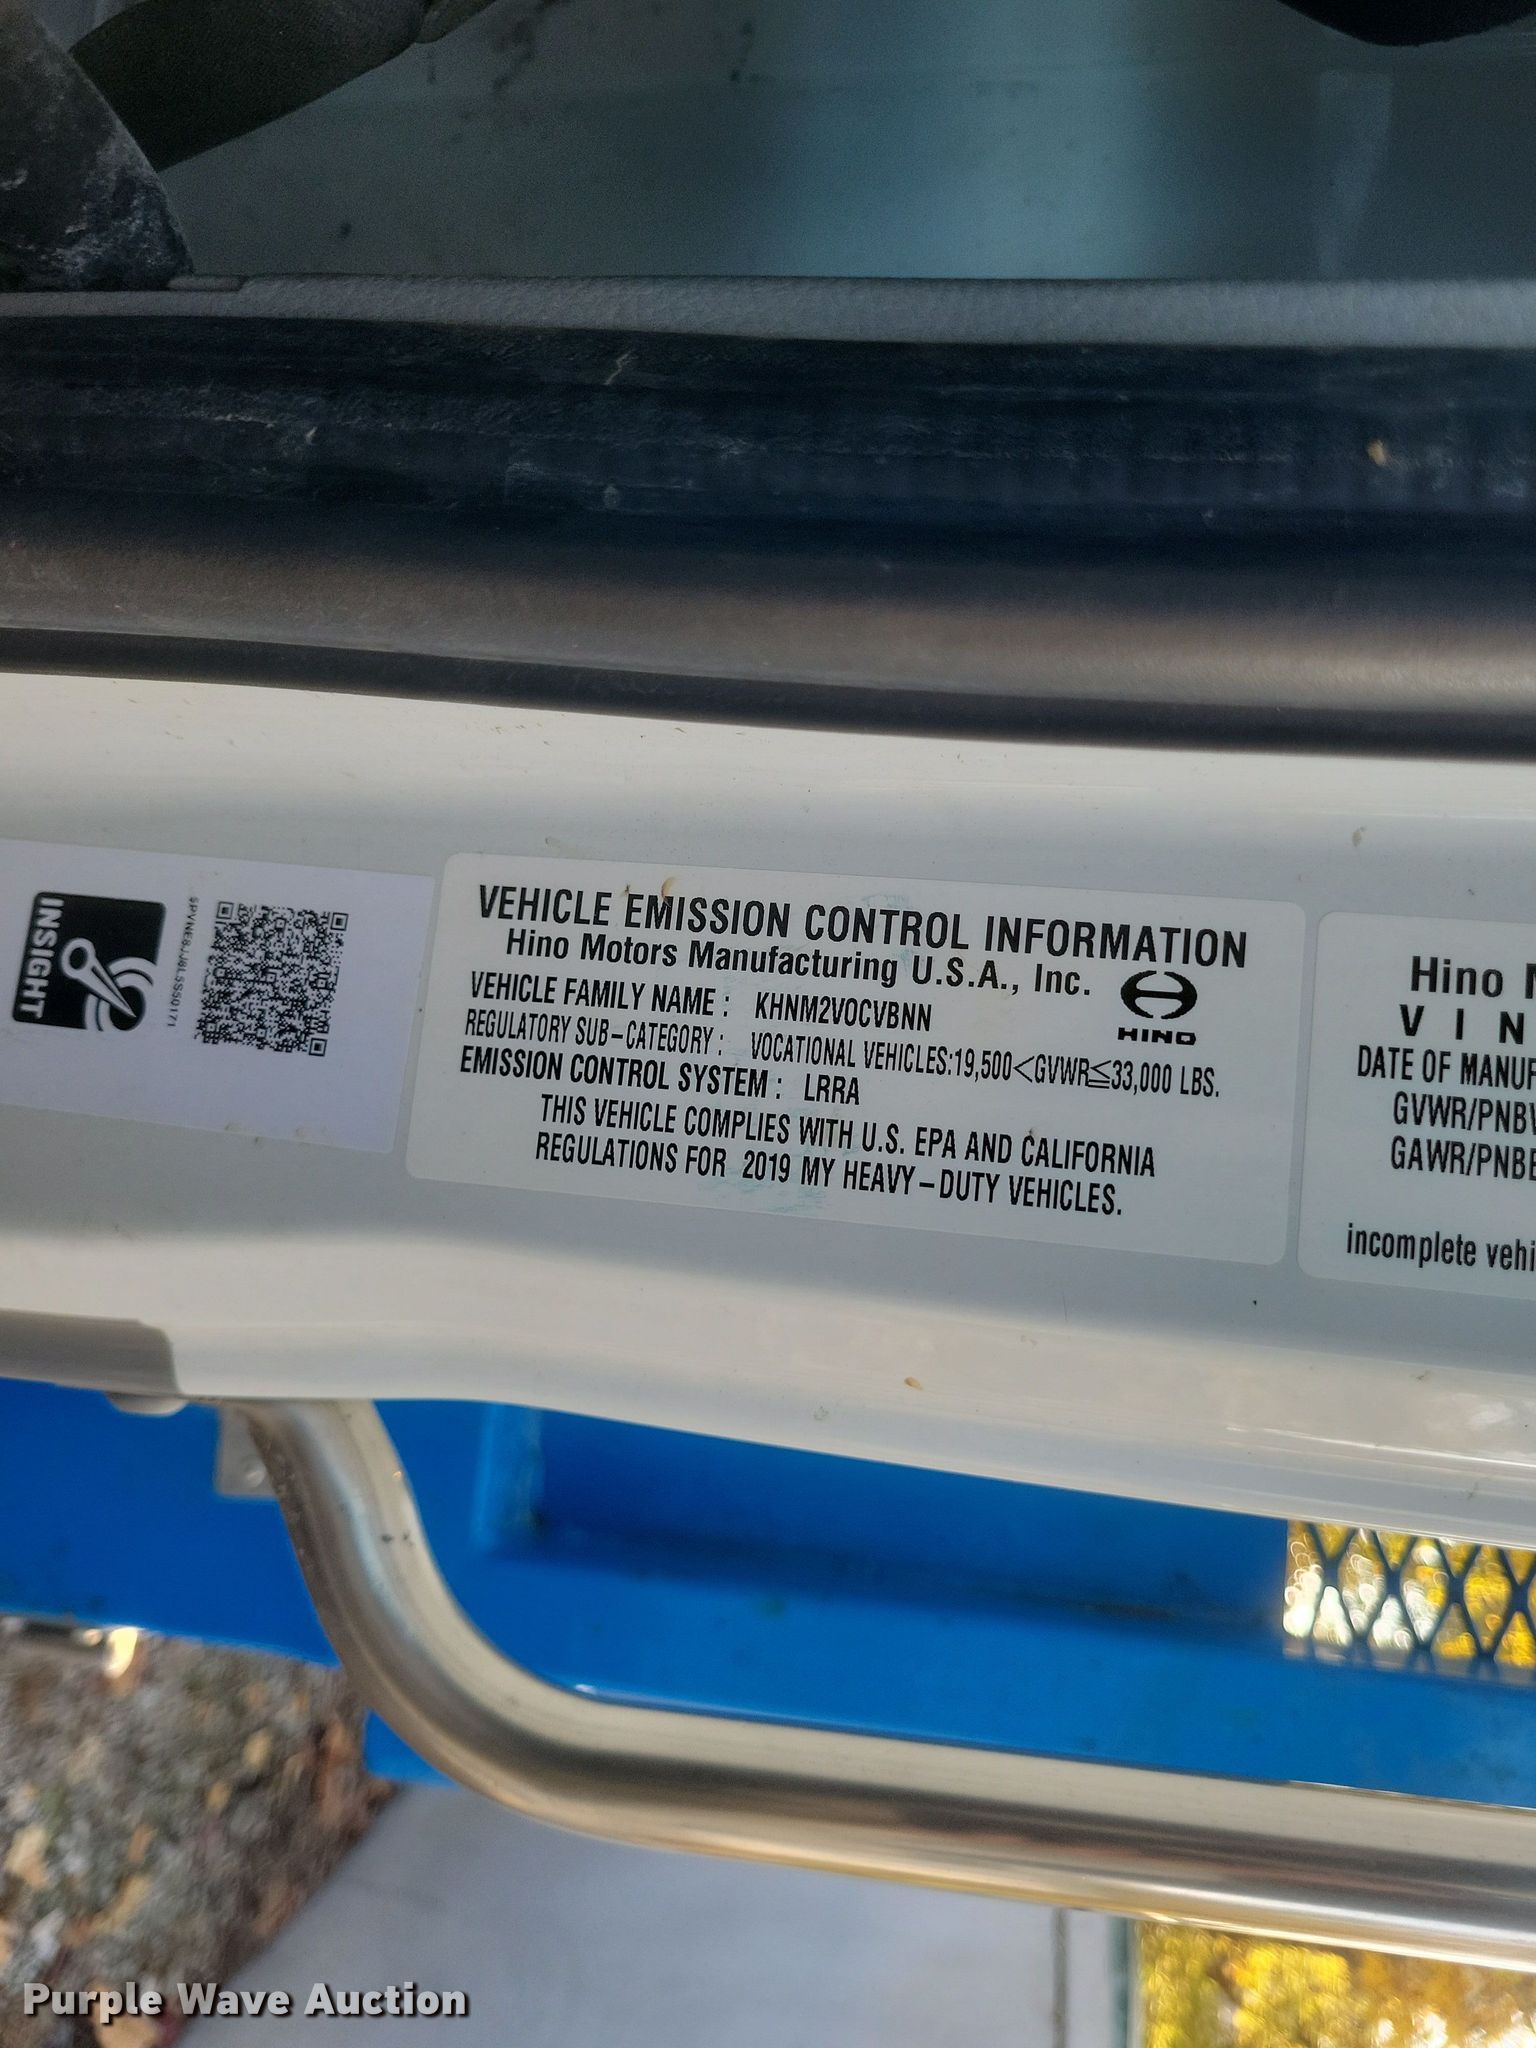 INSIGHT
5PVNE8JJ8L5S50171
VEHICLE EMISSION CONTROL INFORMATION
Hino Motors Manufacturing U.S.A., Inc.
HINO
VEHICLE FAMILY NAME : KHNM2VOCVBNN
REGULATORY SUB-CATEGORY : VOCATIONAL VEHICLES:19,500<GVWR≦33,000 LBS.
EMISSION CONTROL SYSTEM : LRRA
THIS VEHICLE COMPLIES WITH U.S. EPA AND CALIFORNIA
REGULATIONS FOR 2019 MY HEAVY-DUTY VEHICLES.
Hino
VIN
DATE OF MANUF
GVWR/PNBV
GAWR/PNBE
incomplete vehi
Purple Wave Auction